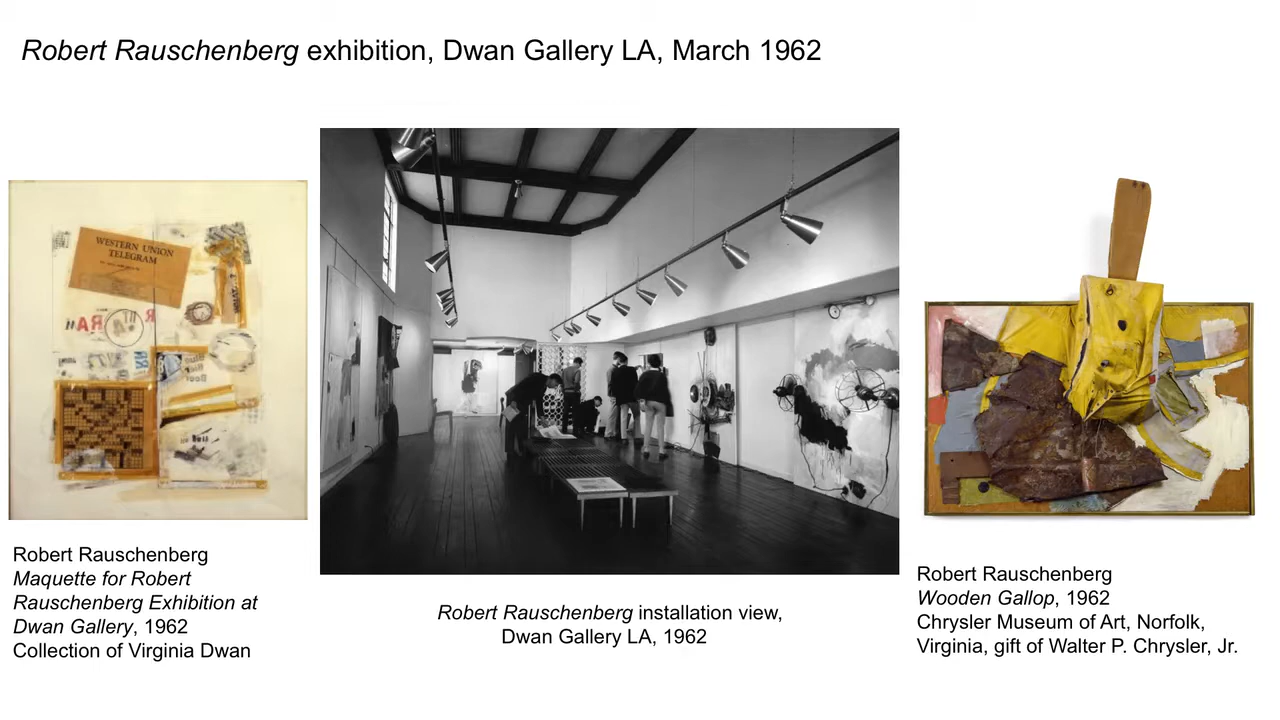 Robert Rauschenberg exhibition, Dwan Gallery LA, March 1962
WESTERN UNION
TELEGRAM
Robert Rauschenberg
Maquette for Robert
Rauschenberg Exhibition at
Dwan Gallery, 1962
Collection of Virginia Dwan
Robert Rauschenberg installation view,
Dwan Gallery LA, 1962
Robert Rauschenberg
Wooden Gallop, 1962
Chrysler Museum of Art, Norfolk,
Virginia, gift of Walter P. Chrysler, Jr.